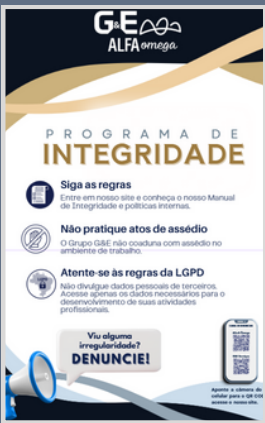 G&E
ALFA omega
PROGRAMA DE
INTEGRIDADE
Siga as regras
Entre em nosso site e conheça o nosso Manual
de Integridade e políticas internas.
Não pratique atos de assédio
O Grupo G&E não coaduna com assédio no
ambiente de trabalho.
Atente-se às regras da LGPD
Não divulgue dados pessoais de terceiros.
Acesse apenas os dados necessários para o
desenvolvimento de suas atividades
profissionais.
Viu alguma
irregularidade?
DENUNCIE!
Aponte a câmera do
celular para o QR COD
acesse o nosso site.